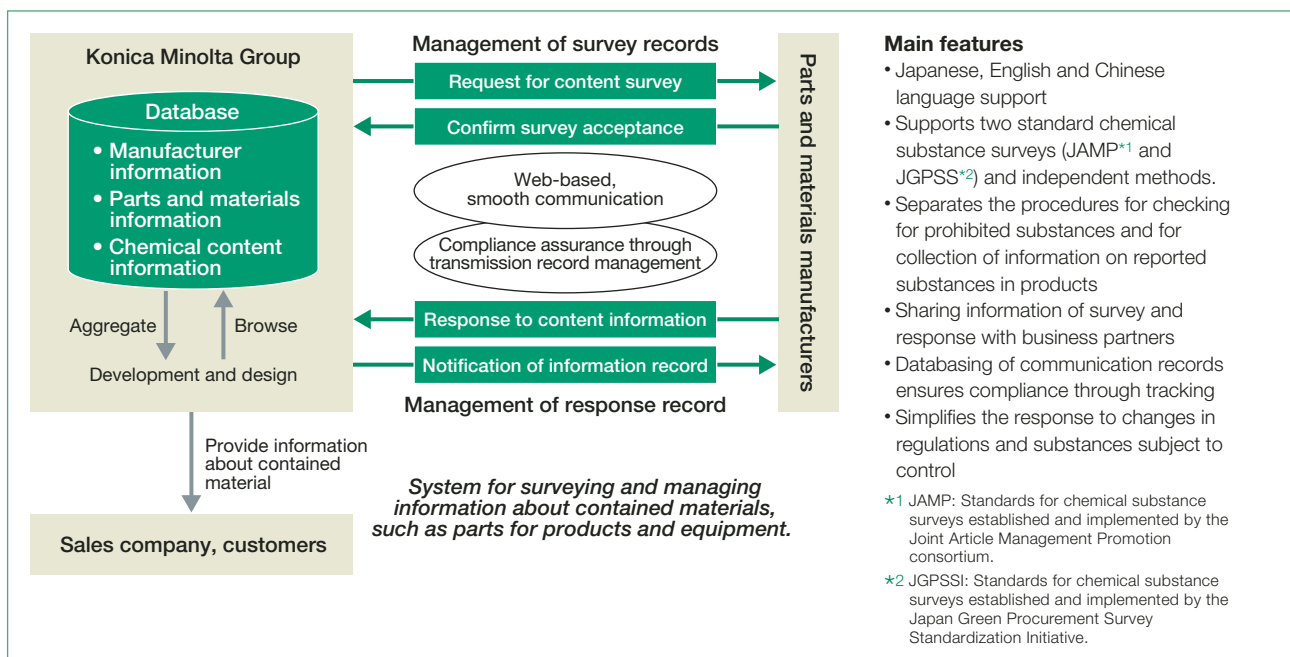 Konica Minolta Group
Database
• Manufacturer
information
• Parts and materials
information
• Chemical content
information
Aggregate
Browse
Development and design
Provide information
about contained
material
Sales company, customers
Management of survey records
Request for content survey
Confirm survey acceptance
Web-based,
smooth communication
Compliance assurance through
transmission record management
Response to content information
Notification of information record
Management of response record
System for surveying and managing
information about contained materials,
such as parts for products and equipment.
Parts and materials manufacturers
Main features
• Japanese, English and Chinese
language support
• Supports two standard chemical
substance surveys (JAMP*1 and
JGPSS*2) and independent methods.
• Separates the procedures for checking
for prohibited substances and for
collection of information on reported
substances in products
• Sharing information of survey and
response with business partners
• Databasing of communication records
ensures compliance through tracking
• Simplifies the response to changes in
regulations and substances subject to
control
*1 JAMP: Standards for chemical substance
surveys established and implemented by the
Joint Article Management Promotion
consortium.
*2 JGPSSI: Standards for chemical substance
surveys established and implemented by the
Japan Green Procurement Survey
Standardization Initiative.